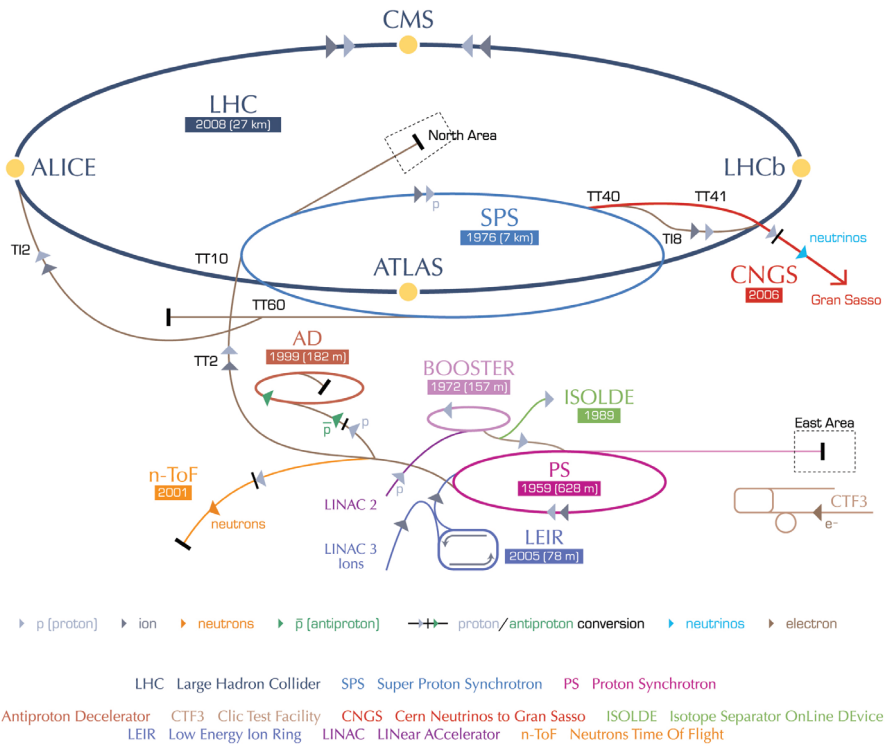 CMS
LHC
2008 (27 km)
North Area
ALICE
LHCb
TT40
TT41
SPS
1976 (7 km)
p
TI8
neutrinos
TI2
TT10
ATLAS
CNGS
2006
Gran Sasso
TT60
AD
1999 (182 m)
TT2
BOOSTER
1972 (157 m)
ISOLDE
1989
p̅
p
East Area
n-ToF
2001
PS
1959 (628 m)
LINAC 2
p
neutrons
CTF3
e-
LEIR
2005 (78 m)
LINAC 3
Ions
p (proton) ion neutrons p̅ (antiproton) proton/antiproton conversion neutrinos electron
LHC Large Hadron Collider SPS Super Proton Synchrotron PS Proton Synchrotron
Antiproton Decelerator CTF3 Clic Test Facility CNGS Cern Neutrinos to Gran Sasso ISOLDE Isotope Separator OnLine DEvice
LEIR Low Energy Ion Ring LINAC LINear ACcelerator n-ToF Neutrons Time Of Flight